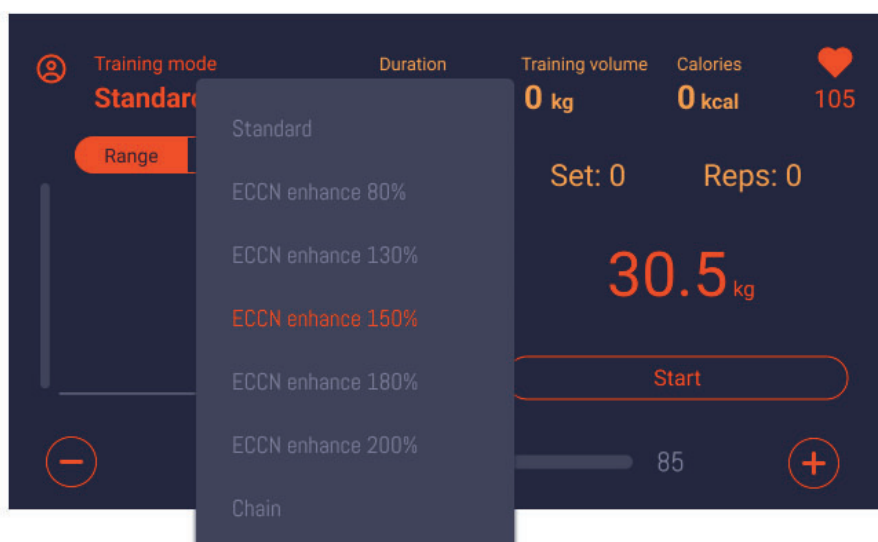 Training mode
Duration
Training volume
Calories
Standard
0 kg
0 kcal
105
Range
Set: 0
Reps: 0
30.5 kg
Start
85
Standard
ECCN enhance 80%
ECCN enhance 130%
ECCN enhance 150%
ECCN enhance 180%
ECCN enhance 200%
Chain